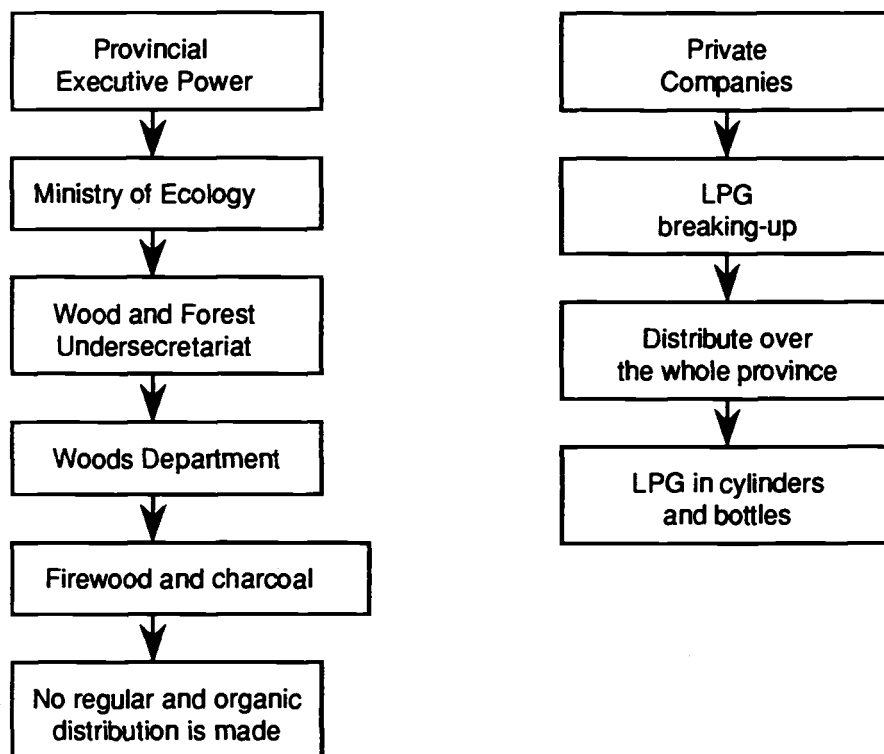 Provincial
Executive Power
Ministry of Ecology
Wood and Forest
Undersecretariat
Woods Department
Firewood and charcoal
No regular and organic
distribution is made
Private
Companies
LPG
breaking-up
Distribute over
the whole province
LPG in cylinders
and bottles